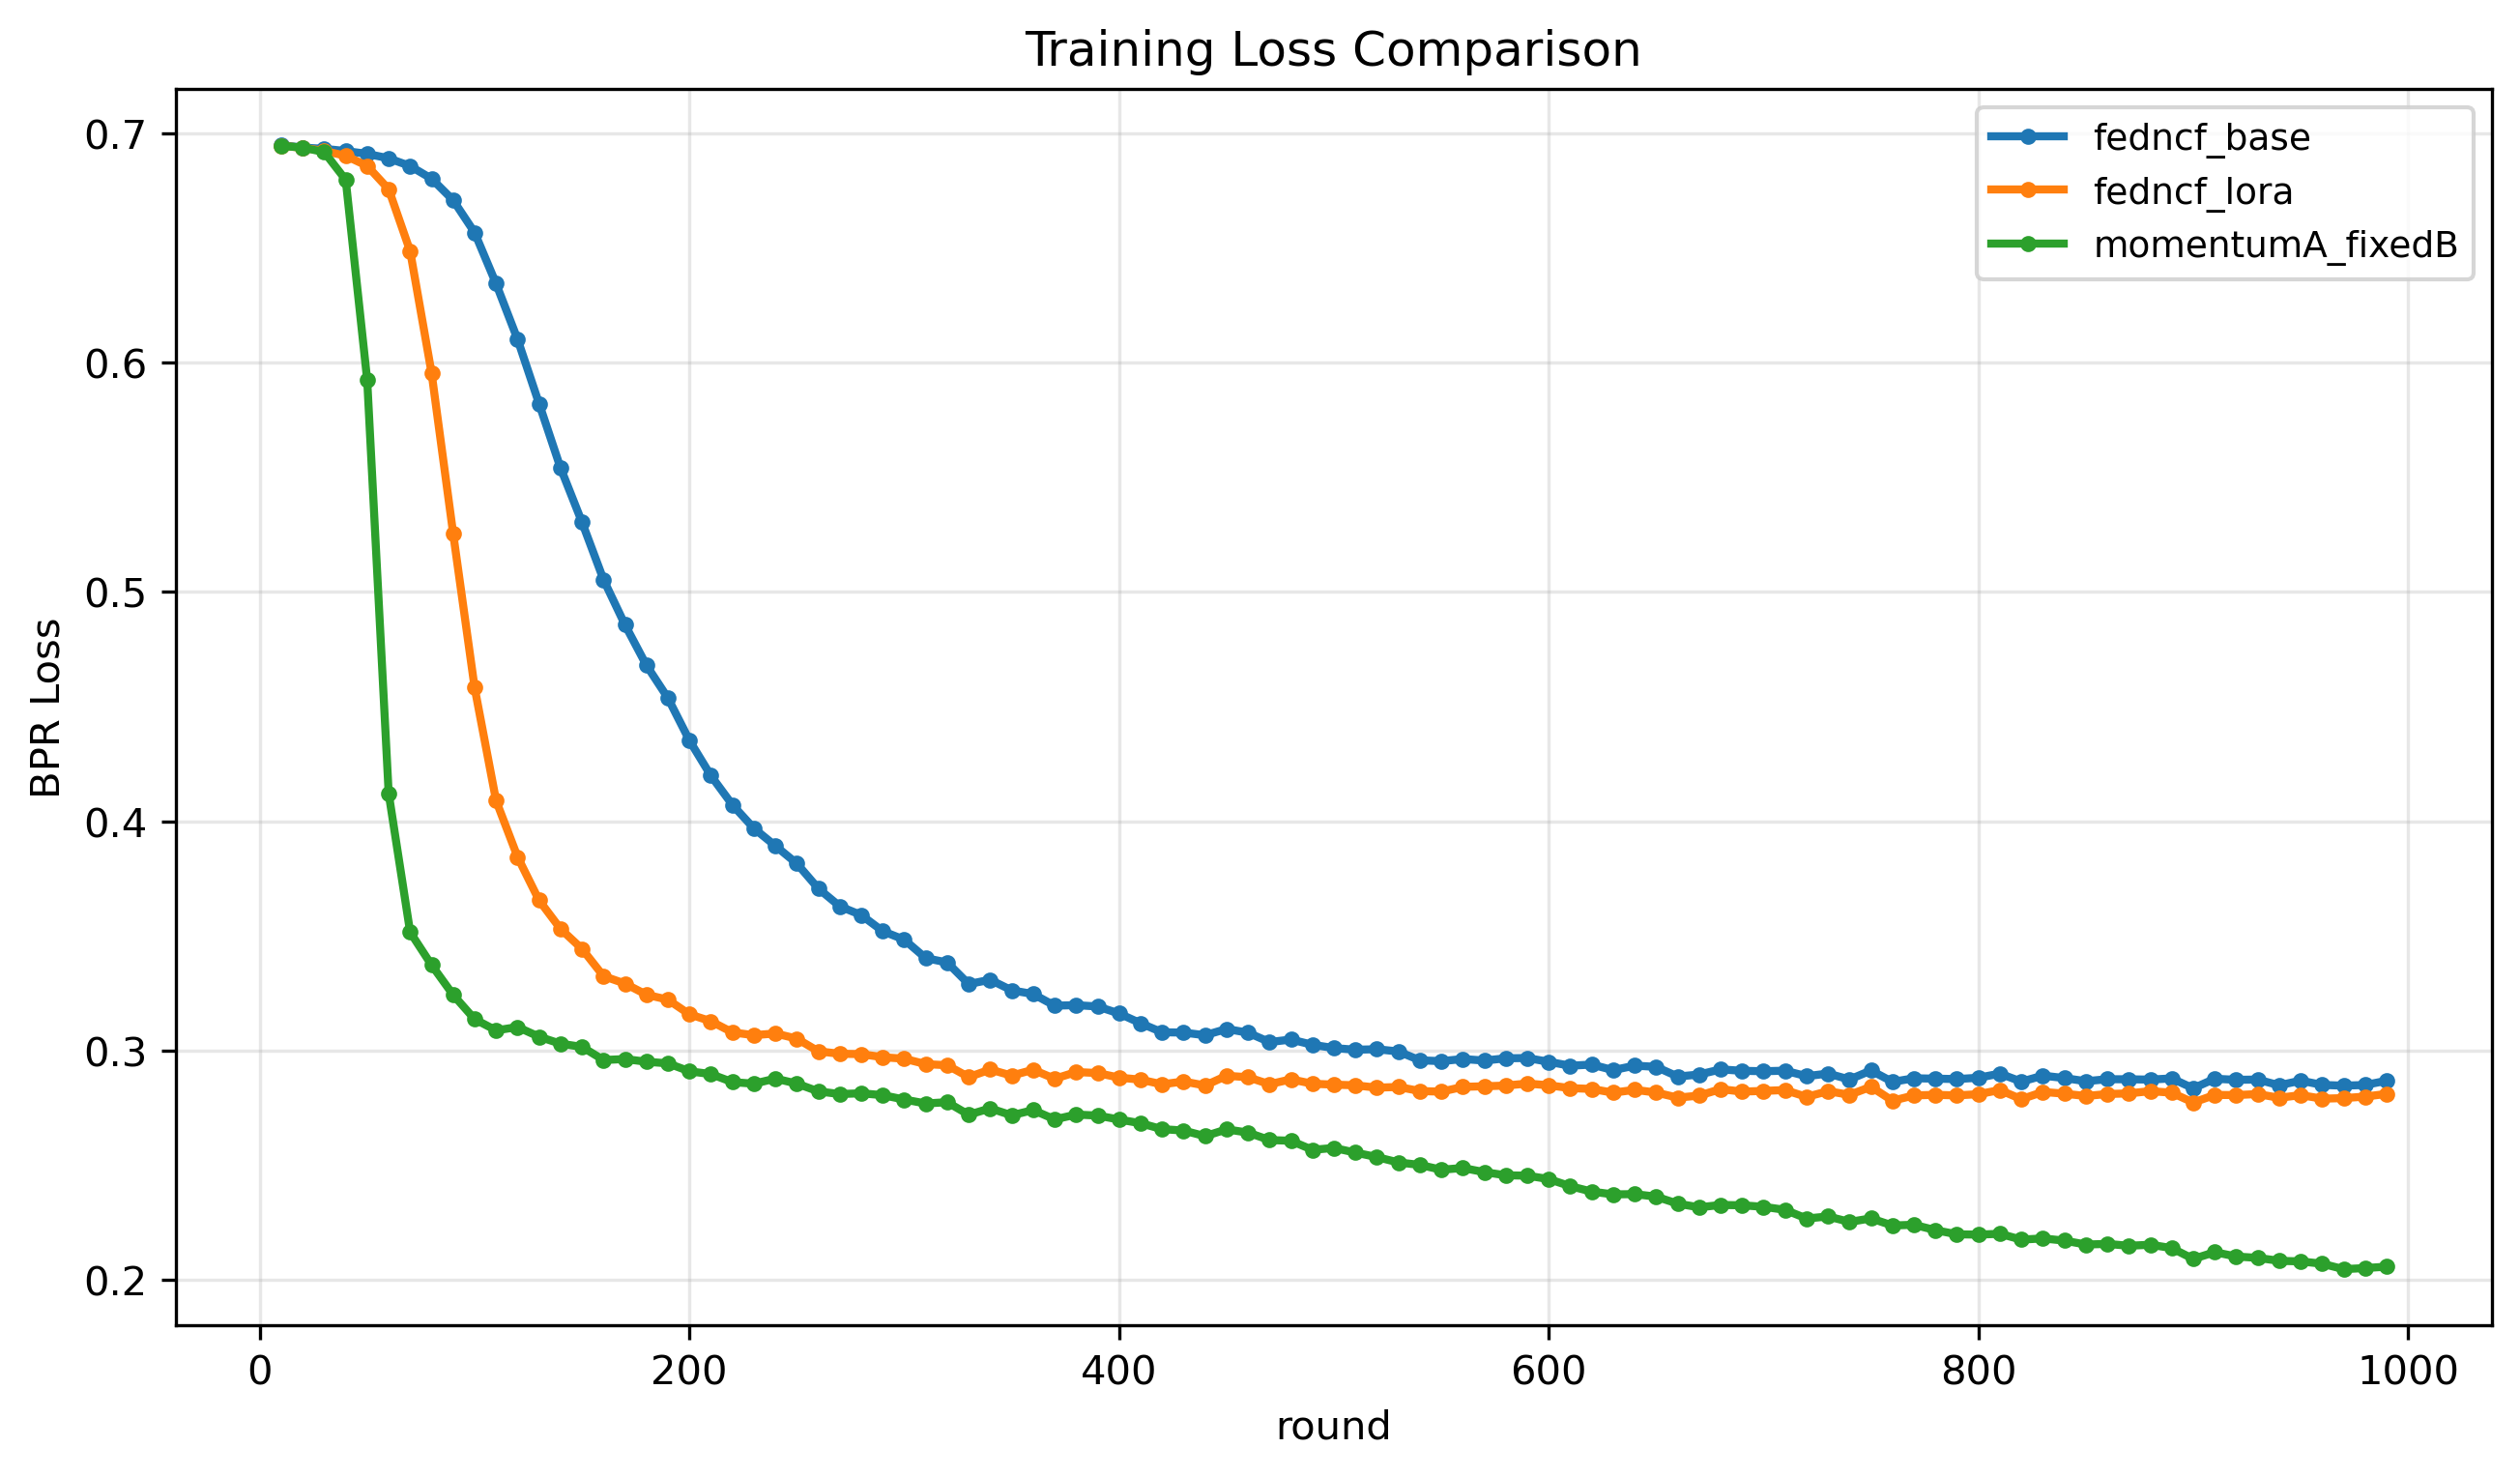 Training Loss Comparison
fedncf_base
fedncf_lora
momentumA_fixedB
0.7
0.6
0.5
0.4
0.3
0.2
BPR Loss
0 200 400 600 800 1000
round